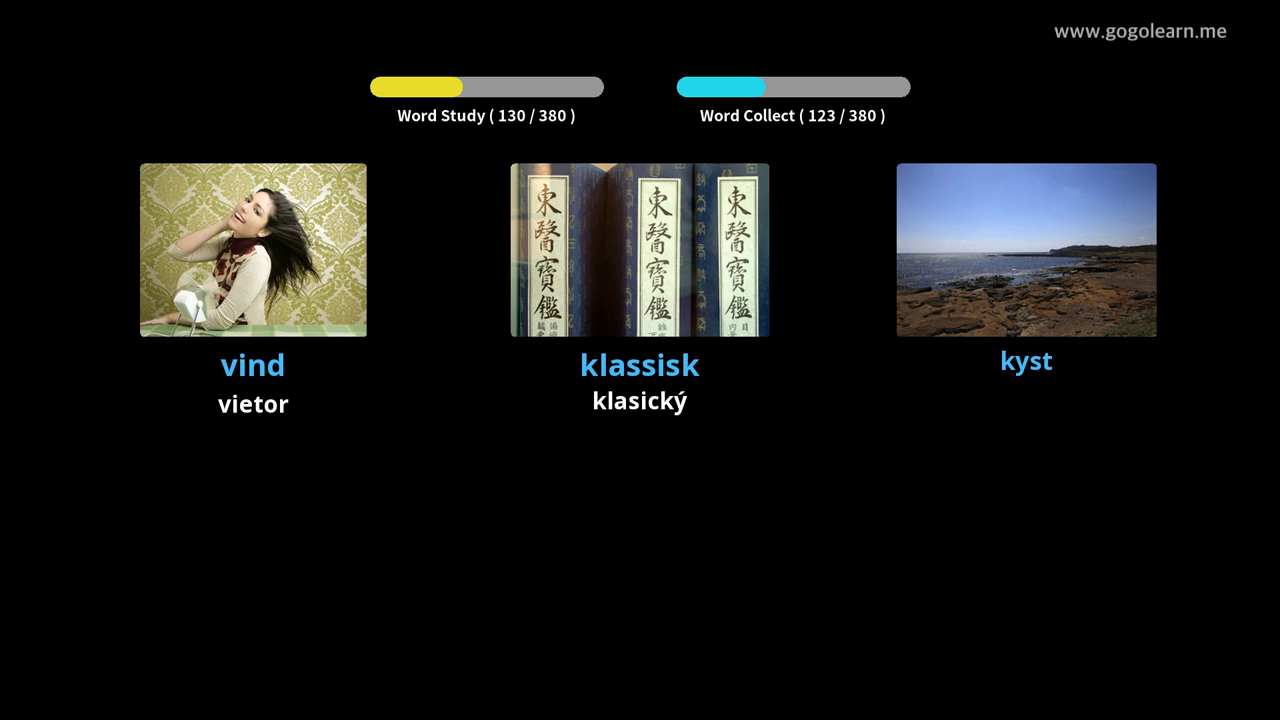 www.gogolearn.me
Word Study ( 130 / 380 )
Word Collect ( 123 / 380 )
東醫寶鑑
東醫寶鑑
東醫寶鑑
vind
klassisk
kyst
vietor
klasický